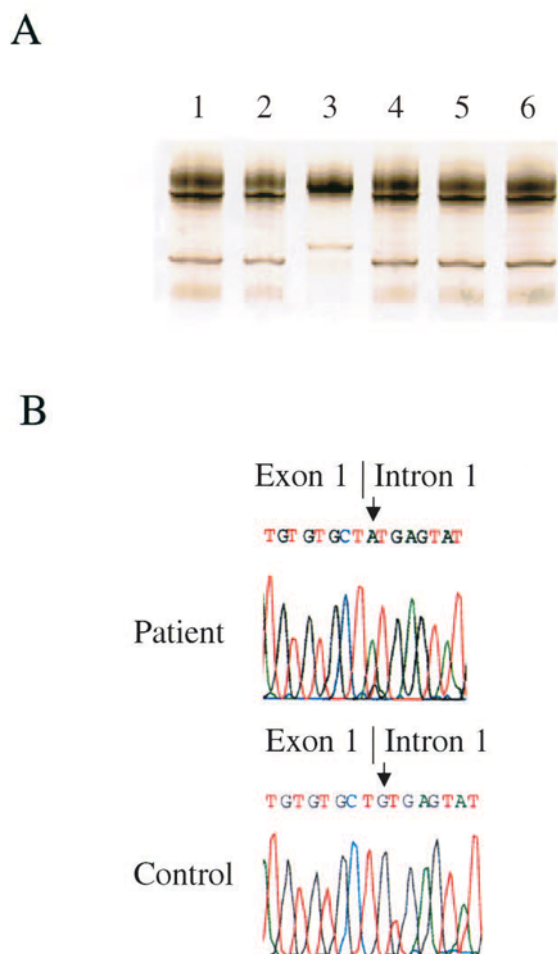 A
1 2 3 4 5 6
B
Exon 1 | Intron 1
TGTGTGCTATGAGTAT
Patient
Exon 1 | Intron 1
TGTGTGCTGTGAGTAT
Control